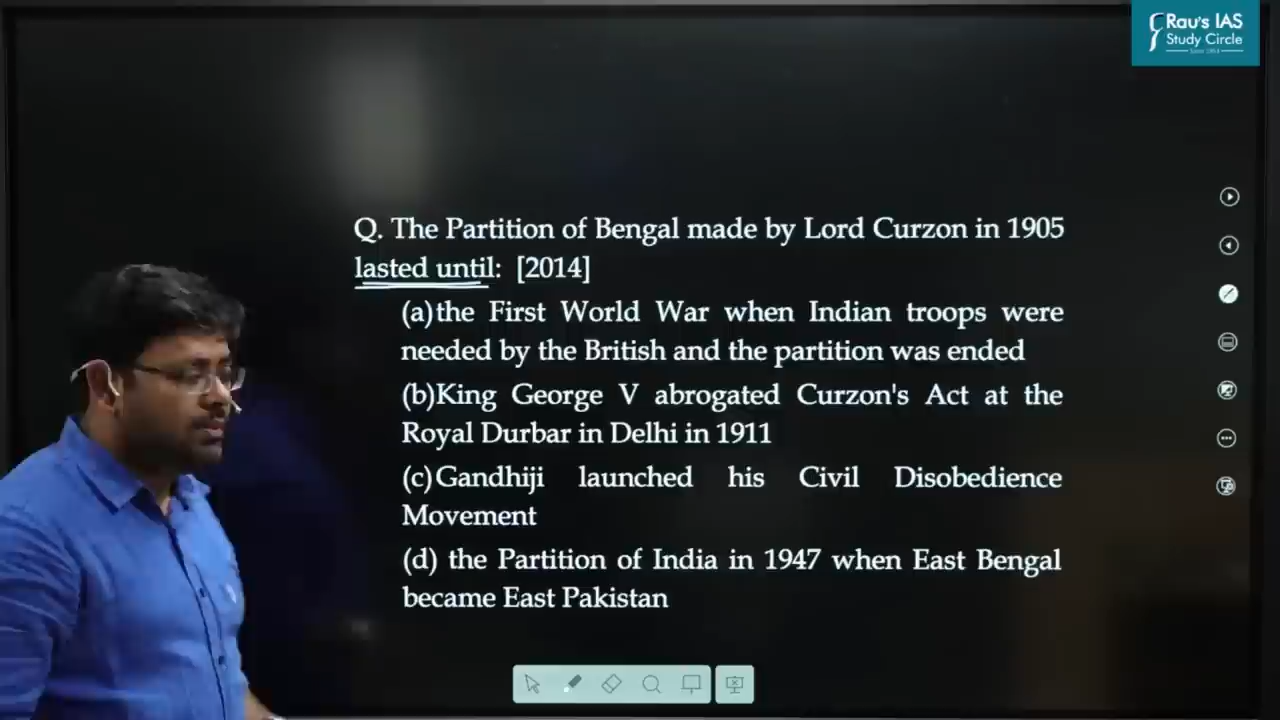 Rau's IAS
Study Circle
Q. The Partition of Bengal made by Lord Curzon in 1905
lasted until: [2014]
(a)the First World War when Indian troops were
needed by the British and the partition was ended
(b)King George V abrogated Curzon's Act at the
Royal Durbar in Delhi in 1911
(c)Gandhiji launched his Civil Disobedience
Movement
(d) the Partition of India in 1947 when East Bengal
became East Pakistan